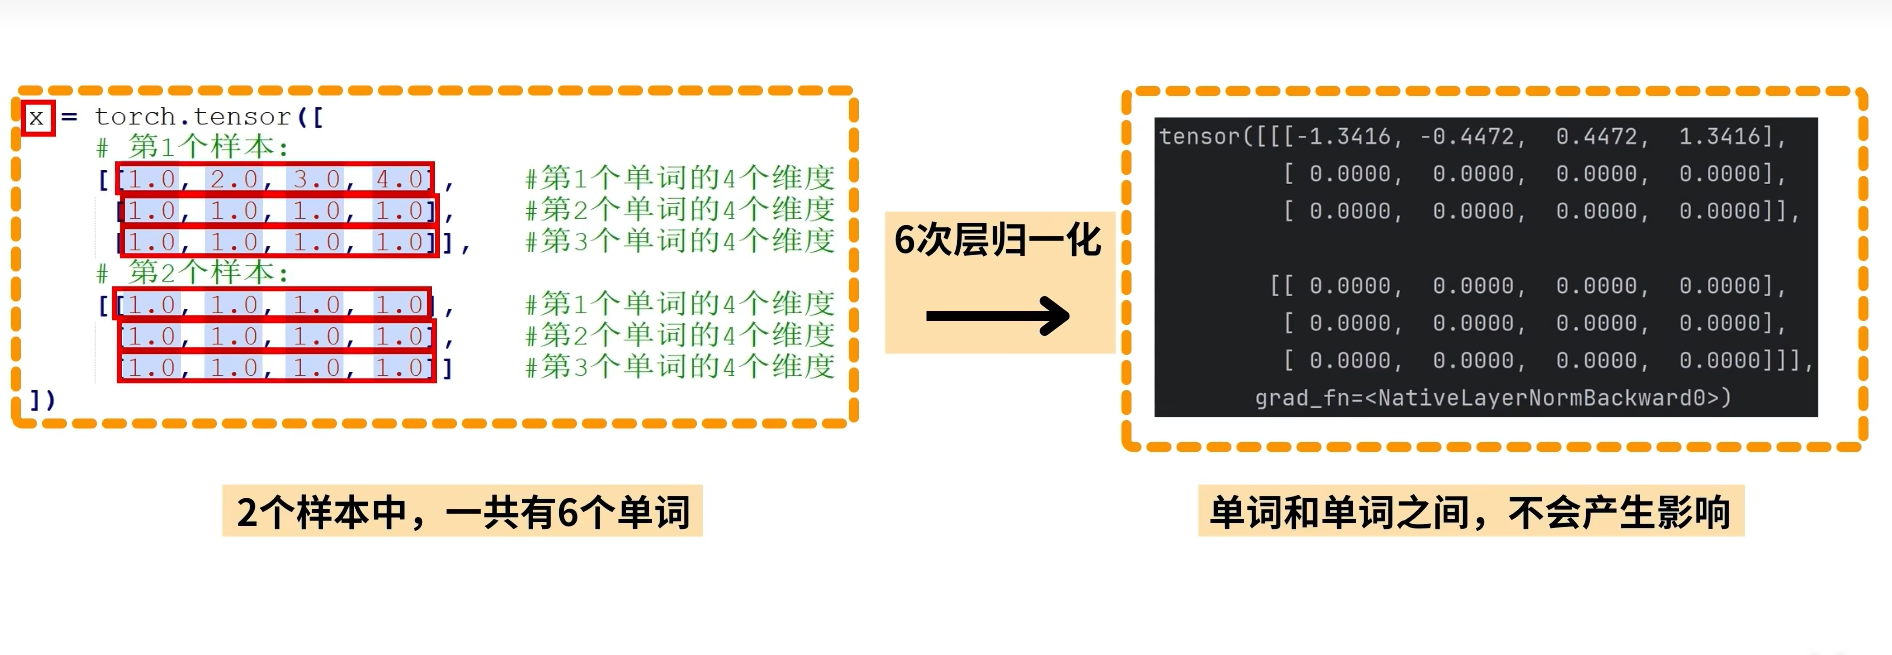 x = torch.tensor([
# 第1个样本:
[[1.0, 2.0, 3.0, 4.0], #第1个单词的4个维度
[1.0, 1.0, 1.0, 1.0], #第2个单词的4个维度
[1.0, 1.0, 1.0, 1.0]], #第3个单词的4个维度
# 第2个样本:
[[1.0, 1.0, 1.0, 1.0], #第1个单词的4个维度
[1.0, 1.0, 1.0, 1.0], #第2个单词的4个维度
[1.0, 1.0, 1.0, 1.0]] #第3个单词的4个维度
])
2个样本中，一共有6个单词
6次层归一化
tensor([[[-1.3416, -0.4472, 0.4472, 1.3416],
[ 0.0000, 0.0000, 0.0000, 0.0000],
[ 0.0000, 0.0000, 0.0000, 0.0000]],
[[ 0.0000, 0.0000, 0.0000, 0.0000],
[ 0.0000, 0.0000, 0.0000, 0.0000],
[ 0.0000, 0.0000, 0.0000, 0.0000]]],
grad_fn=<NativeLayerNormBackward0>)
单词和单词之间，不会产生影响